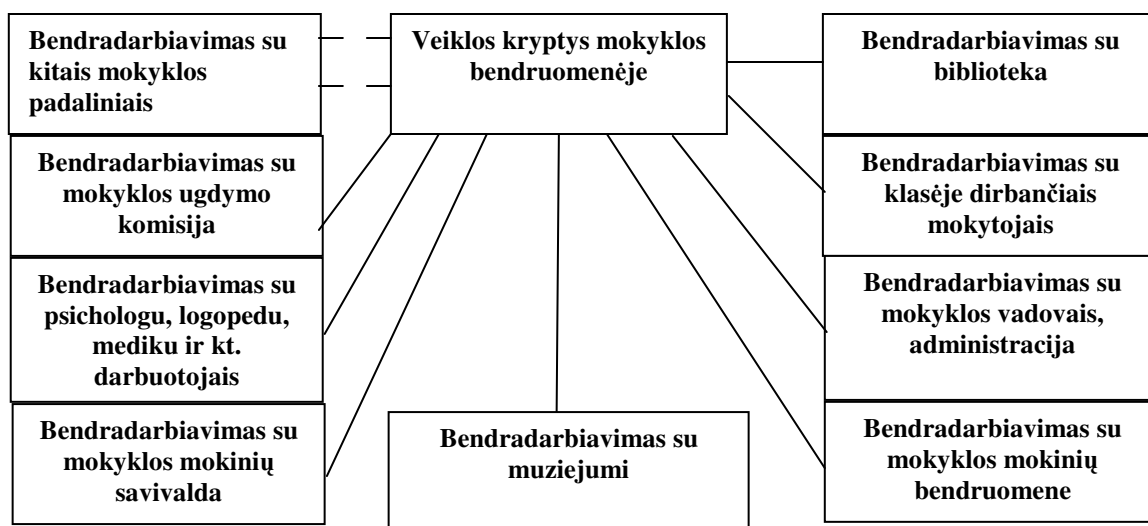 Bendradarbiavimas su
kitais mokyklos
padaliniais
Veiklos kryptys mokyklos
bendruomenėje
Bendradarbiavimas su
biblioteka
Bendradarbiavimas su
mokyklos ugdymo
komisija
Bendradarbiavimas su
klasėje dirbančiais
mokytojais
Bendradarbiavimas su
psichologu, logopedu,
mediku ir kt.
darbuotojais
Bendradarbiavimas su
mokyklos vadovais,
administracija
Bendradarbiavimas su
mokyklos mokinių
savivalda
Bendradarbiavimas su
muziejumi
Bendradarbiavimas su
mokyklos mokinių
bendruomene